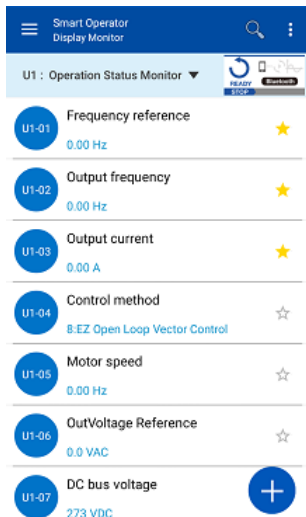 Smart Operator
Display Monitor
U1 : Operation Status Monitor
READY
STOP
Bluetooth
U1-01
Frequency reference
0.00 Hz
U1-02
Output frequency
0.00 Hz
U1-03
Output current
0.00 A
U1-04
Control method
8:EZ Open Loop Vector Control
U1-05
Motor speed
0.00 Hz
U1-06
OutVoltage Reference
0.0 VAC
U1-07
DC bus voltage
273 VDC